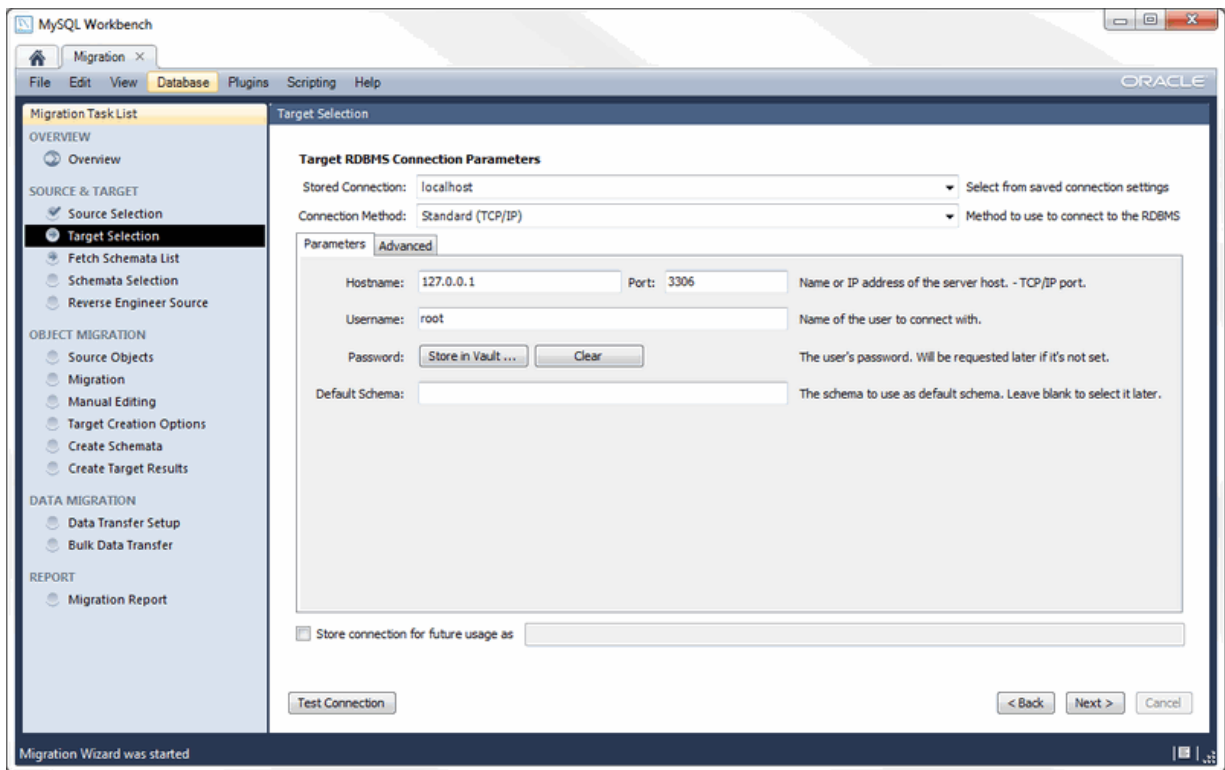 MySQL Workbench
Migration ×
File Edit View Database Plugins Scripting Help ORACLE
Migration Task List
OVERVIEW
Overview
SOURCE & TARGET
Source Selection
Target Selection
Fetch Schemata List
Schemata Selection
Reverse Engineer Source
OBJECT MIGRATION
Source Objects
Migration
Manual Editing
Target Creation Options
Create Schemata
Create Target Results
DATA MIGRATION
Data Transfer Setup
Bulk Data Transfer
REPORT
Migration Report
Target Selection
Target RDBMS Connection Parameters
Stored Connection: localhost Select from saved connection settings
Connection Method: Standard (TCP/IP) Method to use to connect to the RDBMS
Parameters Advanced
Hostname: 127.0.0.1 Port: 3306 Name or IP address of the server host. - TCP/IP port.
Username: root Name of the user to connect with.
Password: Store in Vault ... Clear The user's password. Will be requested later if it's not set.
Default Schema: The schema to use as default schema. Leave blank to select it later.
Store connection for future usage as
Test Connection < Back Next > Cancel
Migration Wizard was started